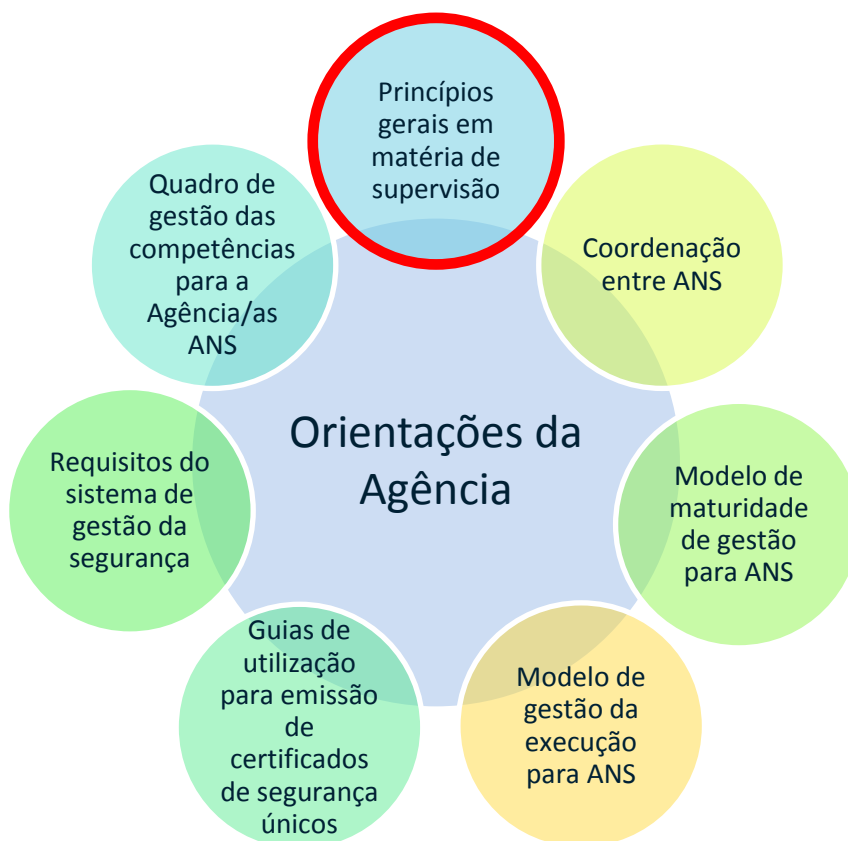 Princípios
gerais em
matéria de
supervisão
Coordenação
entre ANS
Modelo de
maturidade
de gestão
para ANS
Modelo de
gestão da
execução
para ANS
Guias de
utilização
para emissão
de
certificados
de segurança
únicos
Requisitos do
sistema de
gestão da
segurança
Quadro de
gestão das
competências
para a
Agência/as
ANS
Orientações da
Agência